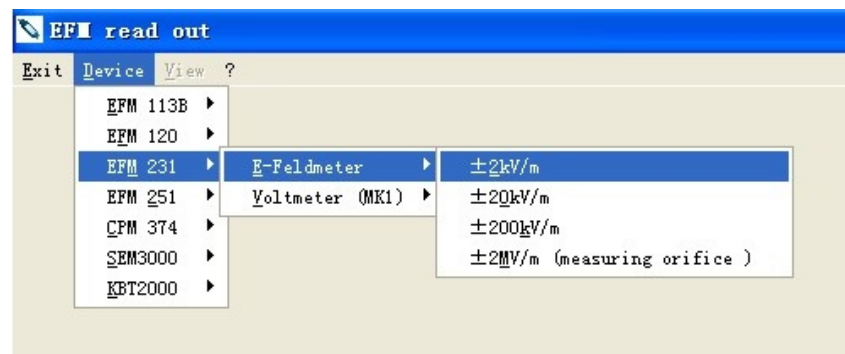 EFM read out
Exit Device View ?
EFM 113B
EFM 120
EFM 231
EFM 251
CPM 374
SEM3000
KBT2000
E-Feldmeter
Voltmeter (MK1)
±2kV/m
±20kV/m
±200kV/m
±2MV/m (measuring orifice )